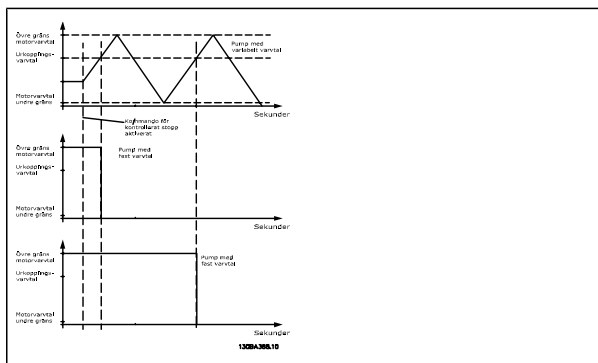 Övre gräns
motorvarvtal
Urkopplings-
varvtal
Motorvarvtal
undre gräns
Pump med
variabelt varvtal
Sekunder
Kommando för
kontrollerat stopp
aktiverat
Övre gräns
motorvarvtal
Urkopplings-
varvtal
Motorvarvtal
undre gräns
Pump med
fast varvtal
Sekunder
Övre gräns
motorvarvtal
Urkopplings-
varvtal
Motorvarvtal
undre gräns
Pump med
fast varvtal
Sekunder
130BA366.10